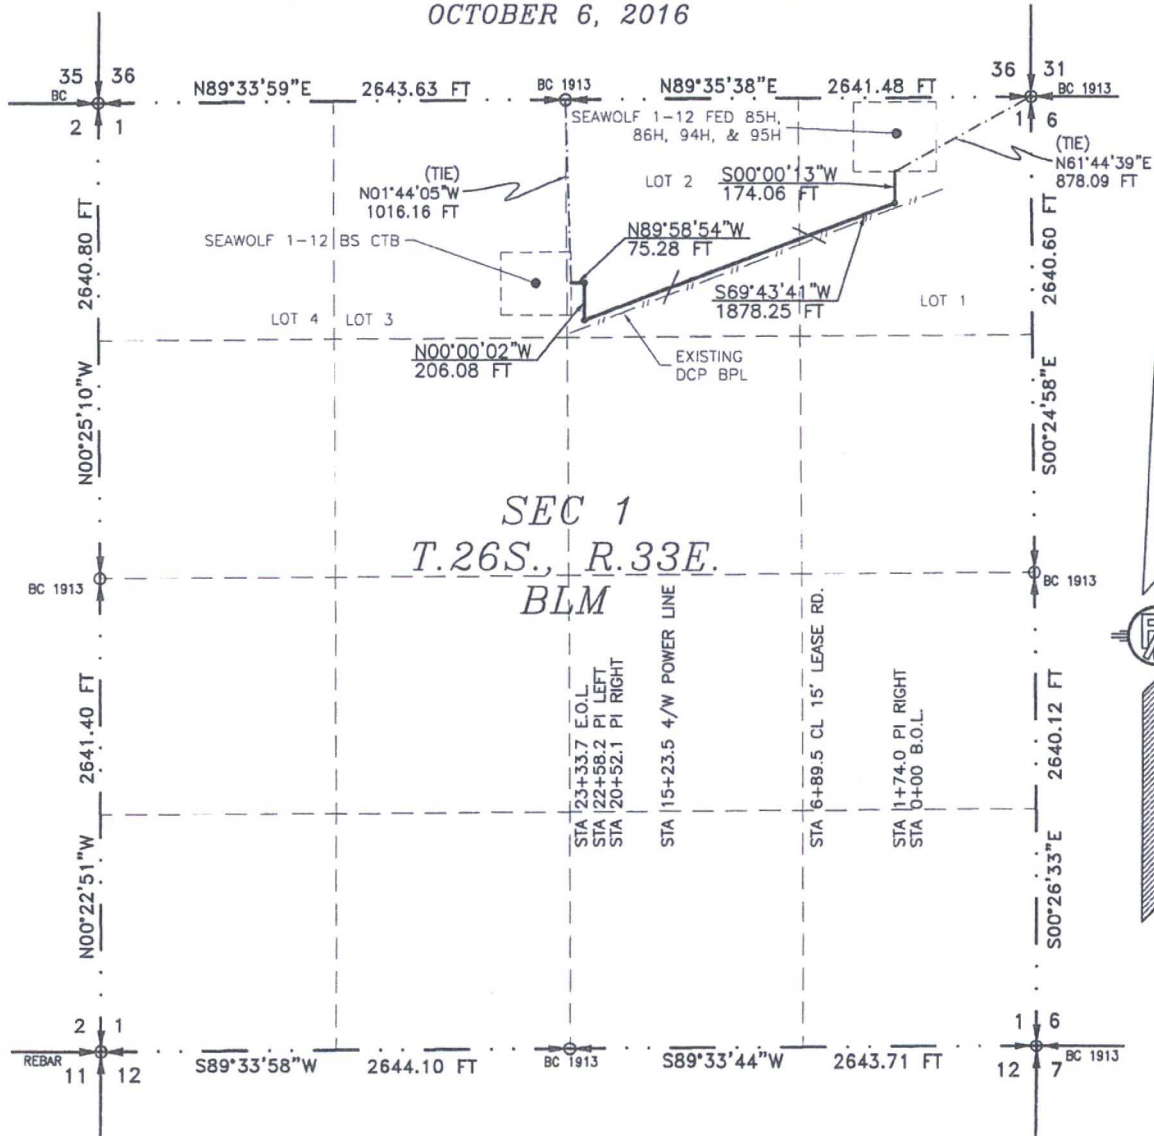 OCTOBER 6, 2016
35 36
BC
2 1
N89°33'59"E 2643.63 FT
BC 1913
N89°35'38"E 2641.48 FT
36 31
BC 1913
1 6
SEAWOLF 1-12 FED 85H,
86H, 94H, & 95H
(TIE)
N61°44'39"E
878.09 FT
(TIE)
N01°44'05"W
1016.16 FT
LOT 2
S00°00'13"W
174.06 FT
SEAWOLF 1-12 BS CTB
N89°58'54"W
75.28 FT
S69°43'41"W
1878.25 FT
LOT 1
LOT 4
LOT 3
N00°00'02"W
206.08 FT
EXISTING
DCP BPL
2640.80 FT
N00°25'10"W
2640.60 FT
S00°24'58"E
SEC 1
T.26S., R.33E.
BLM
BC 1913
BC 1913
2641.40 FT
N00°22'51"W
STA 23+33.7 E.O.L.
STA 22+58.2 PI LEFT
STA 20+52.1 PI RIGHT
STA 15+23.5 4/W POWER LINE
STA 6+89.5 CL 15' LEASE RD.
STA 1+74.0 PI RIGHT
STA 0+00 B.O.L.
2640.12 FT
S00°26'33"E
2 1
REBAR
11 12
S89°33'58"W 2644.10 FT
BC 1913
S89°33'44"W 2643.71 FT
1 6
BC 1913
12 7